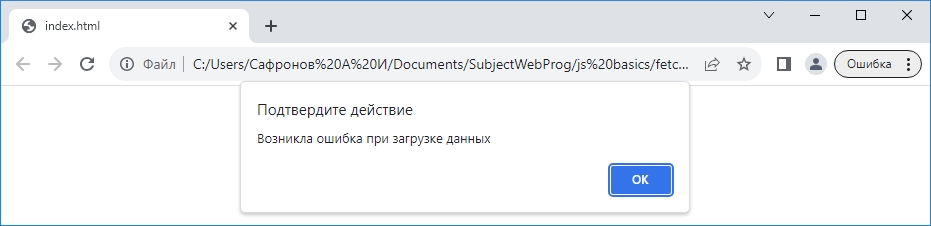 index.html
Файл
C:/Users/Сафронов%20А%20И/Documents/SubjectWebProg/js%20basics/fetc...
Ошибка
Подтвердите действие
Возникла ошибка при загрузке данных
ОК